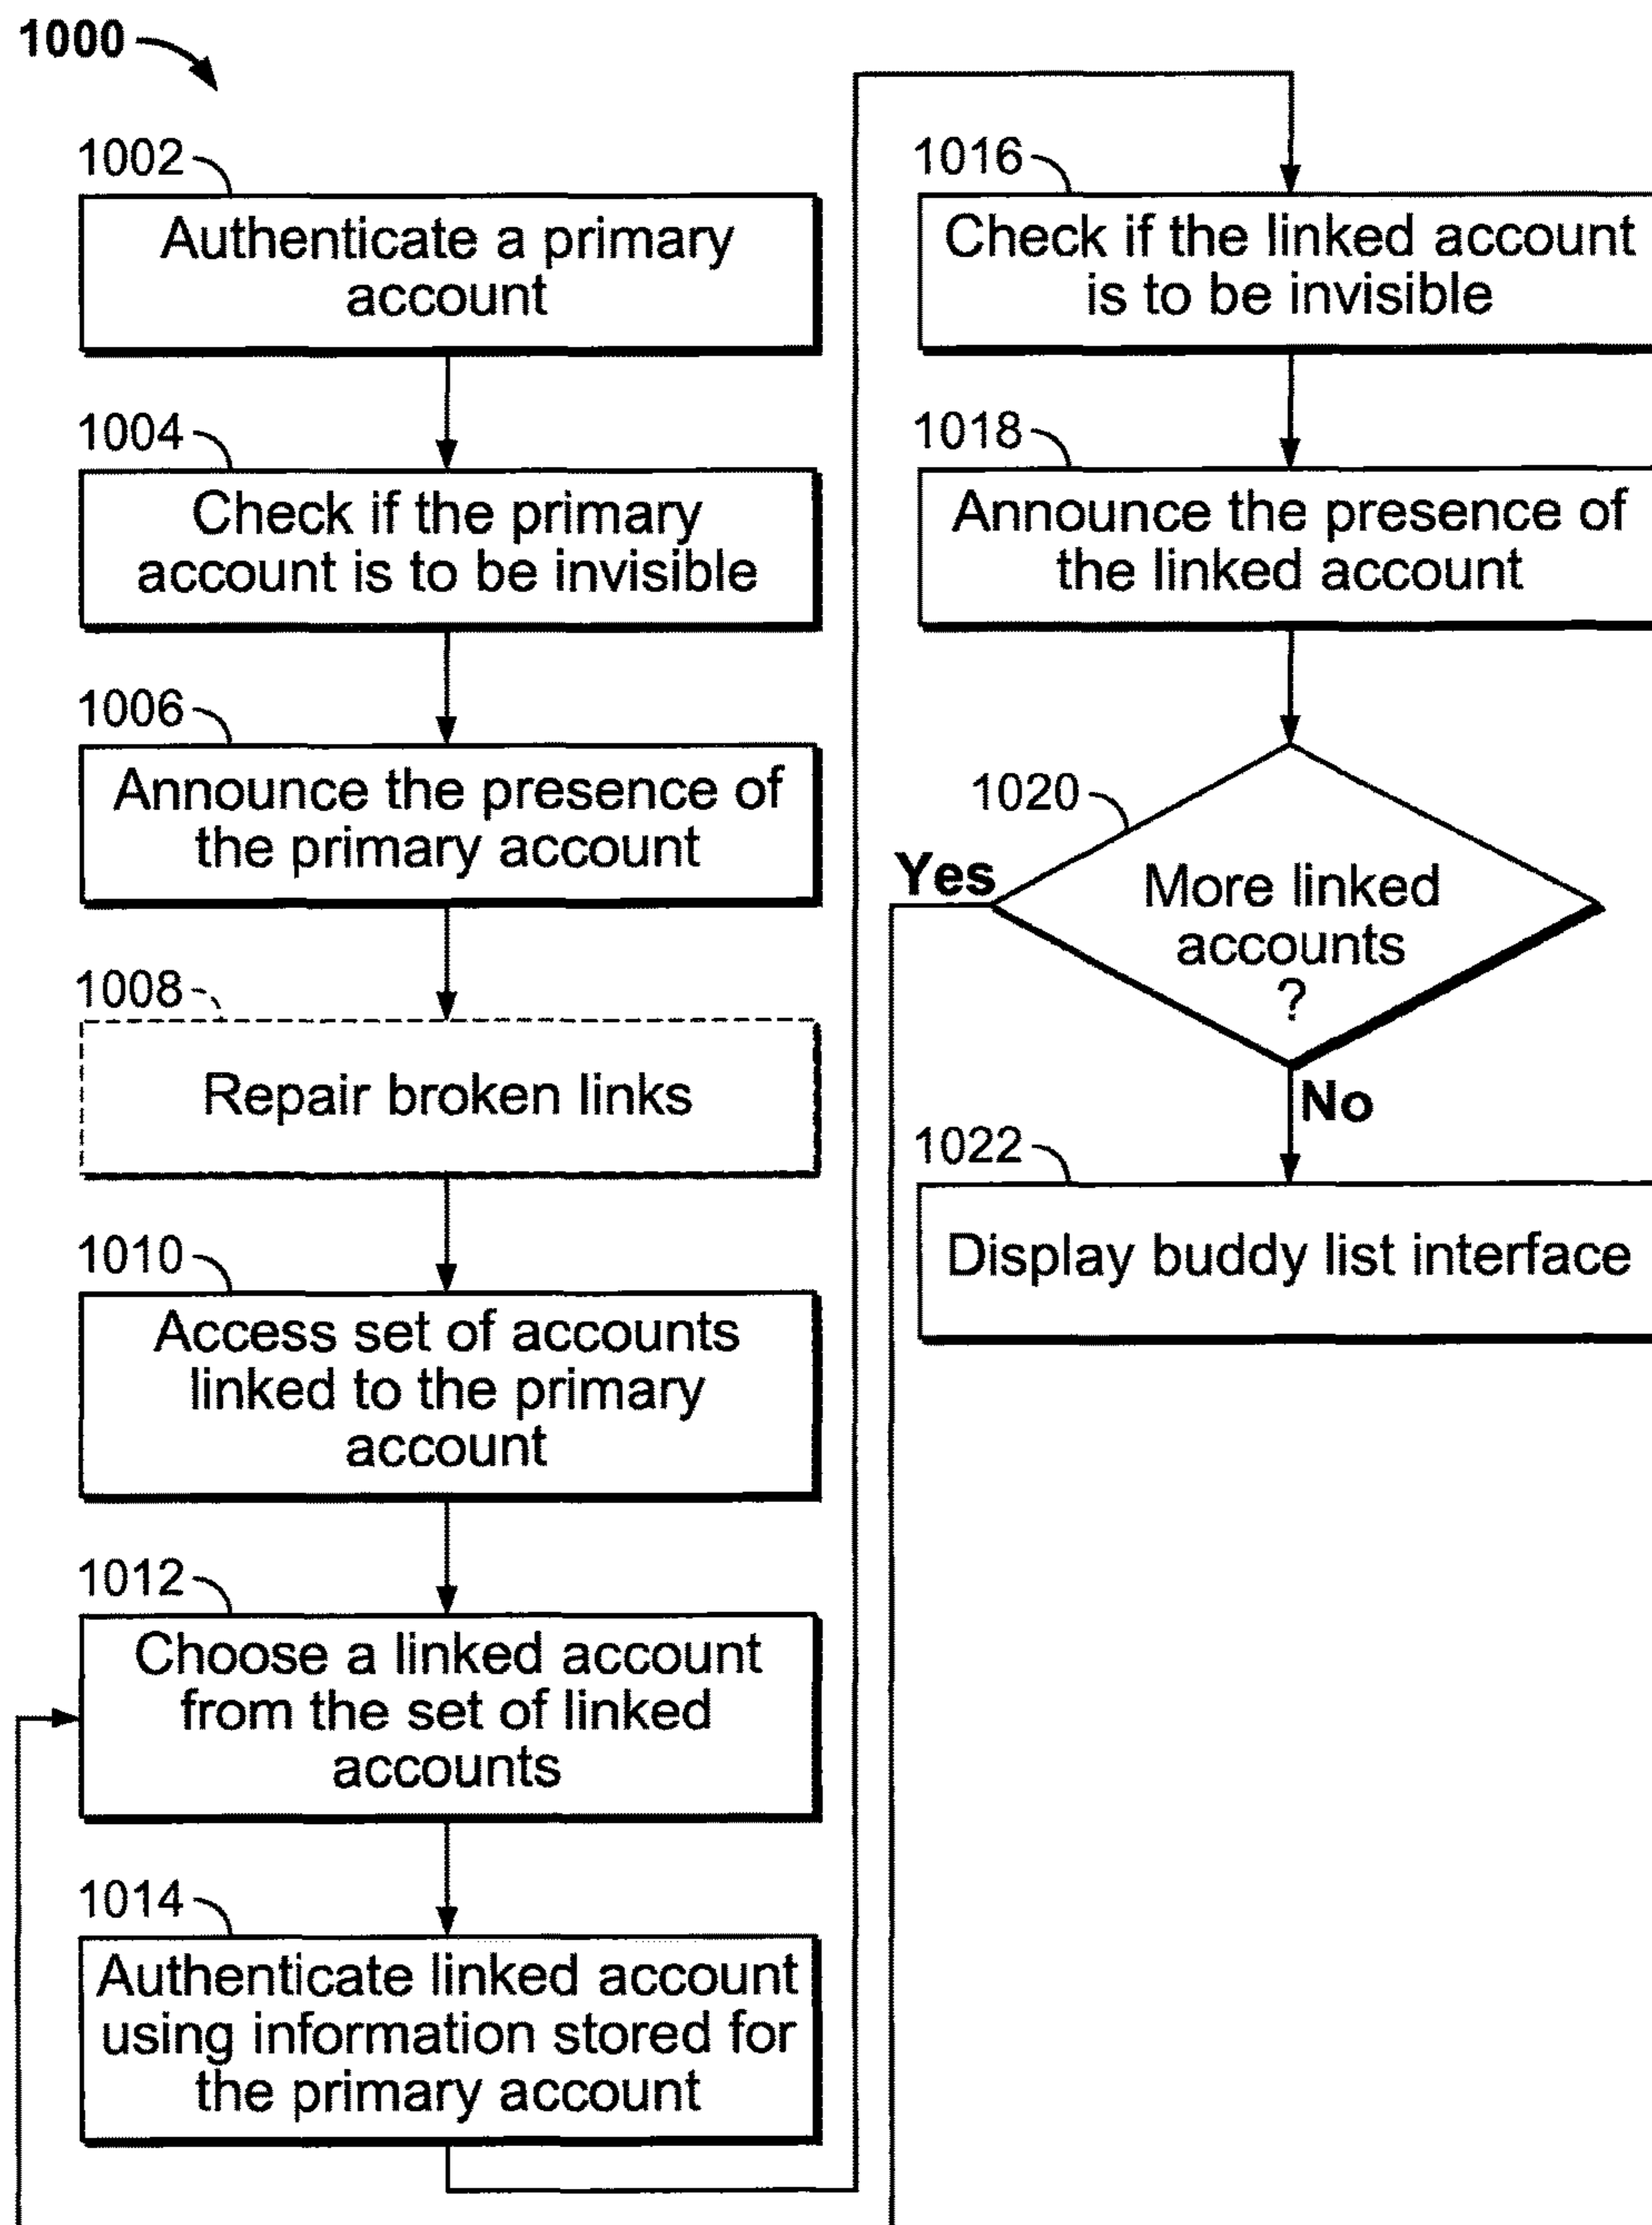 1000
1002
Authenticate a primary
account
1004
Check if the primary
account is to be invisible
1006
Announce the presence of
the primary account
1008
Repair broken links
1010
Access set of accounts
linked to the primary
account
1012
Choose a linked account
from the set of linked
accounts
1014
Authenticate linked account
using information stored for
the primary account
1016
Check if the linked account
is to be invisible
1018
Announce the presence of
the linked account
1020
Yes
More linked
accounts
?
No
1022
Display buddy list interface